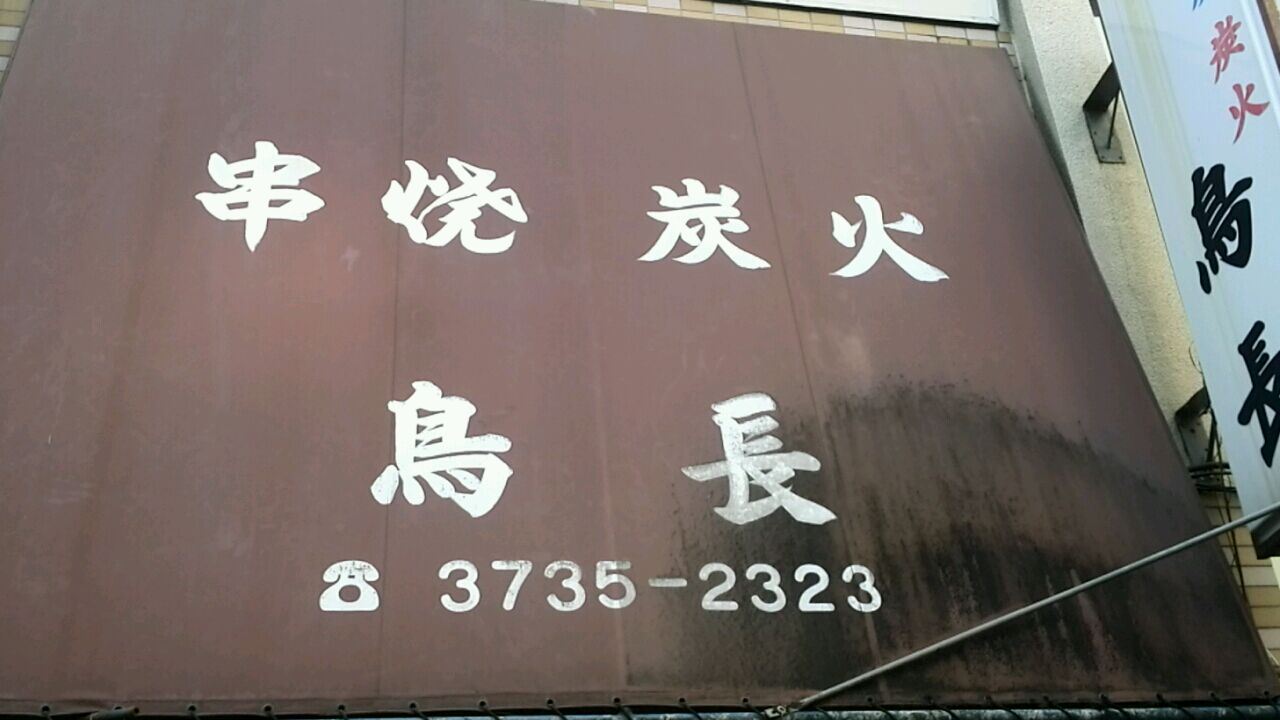 串焼 炭火
鳥長
☎ 3735-2323
炭火
鳥長